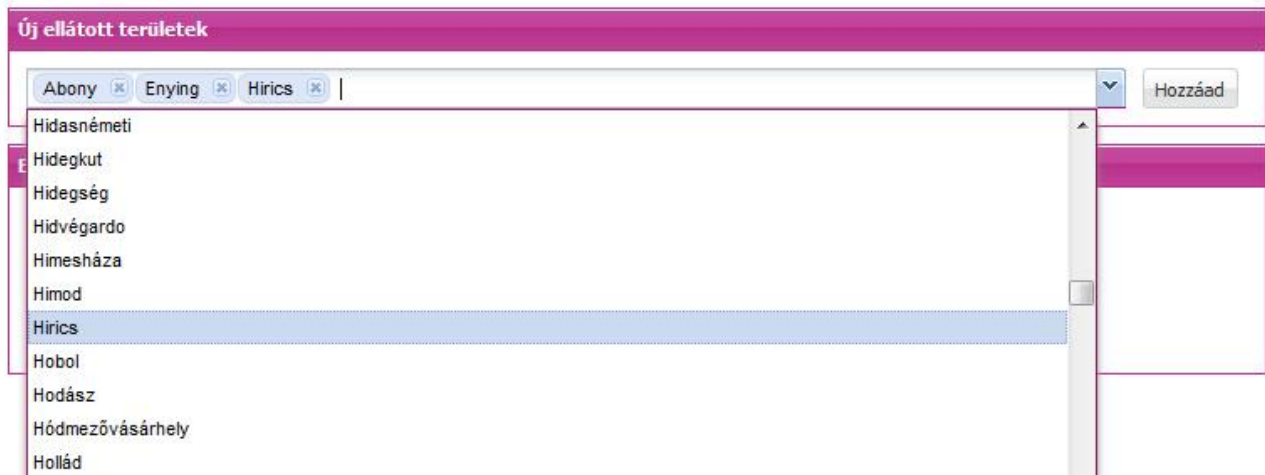 Új ellátott területek
Abony Enying Hirics
Hozzáad
Hidasnémeti
Hidegkut
Hidegség
Hidvégardo
Himesháza
Himod
Hirics
Hobol
Hodász
Hódmezővásárhely
Hollád